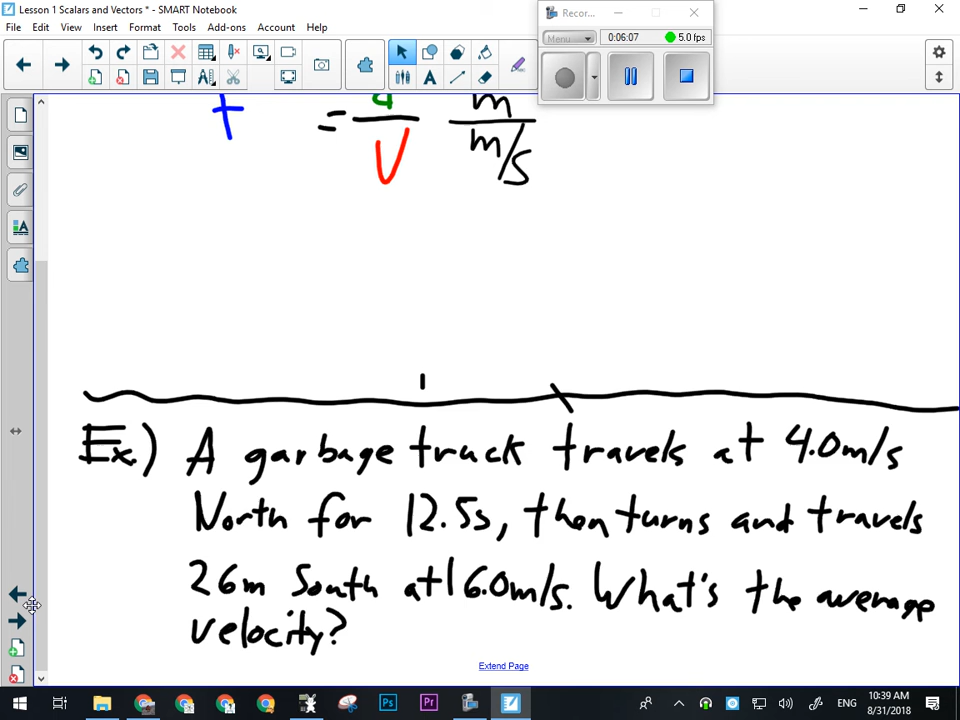 Lesson 1 Scalars and Vectors * - SMART Notebook
File Edit View Insert Format Tools Add-ons Account Help
Recor...
Menu 0:06:07 5.0 fps
t = d/V m/m/s
Ex.) A garbage truck travels at 4.0m/s
North for 12.5s, then turns and travels
26m South at 6.0m/s. What's the average
velocity?
Extend Page
ENG
10:39 AM
8/31/2018